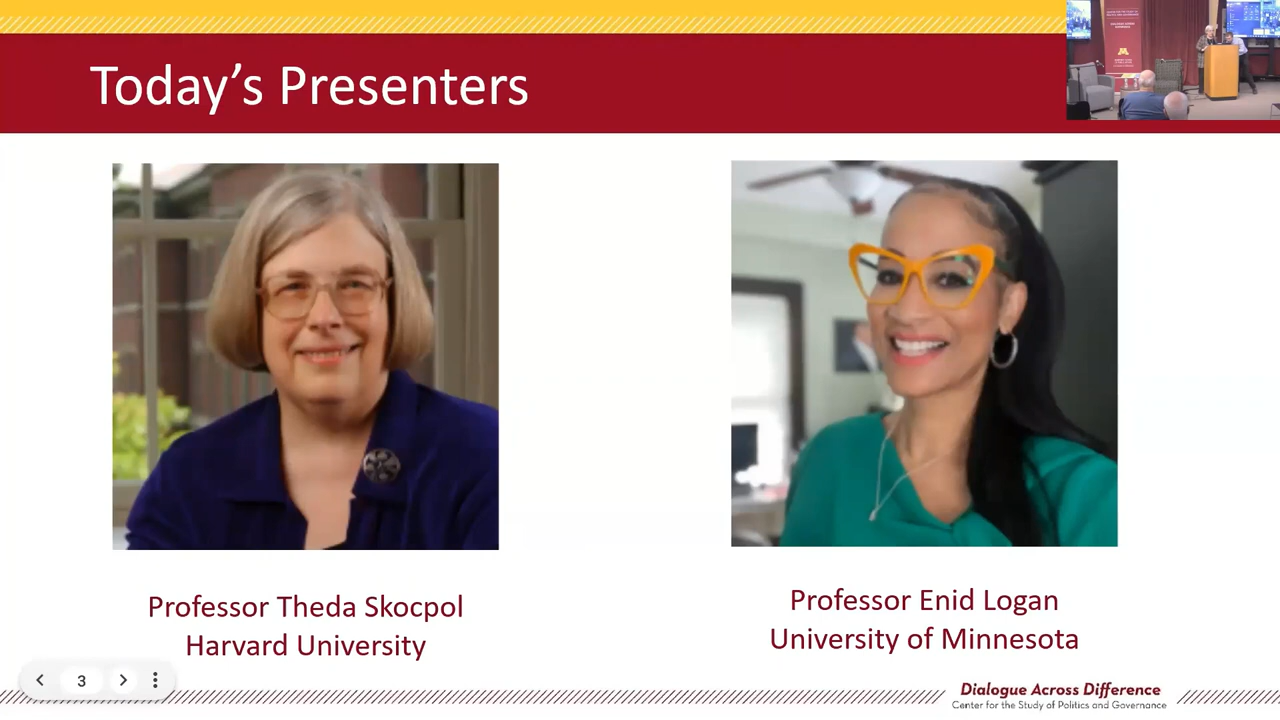 Today's Presenters
Professor Theda Skocpol
Harvard University
Professor Enid Logan
University of Minnesota
3
Dialogue Across Difference
Center for the Study of Politics and Governance